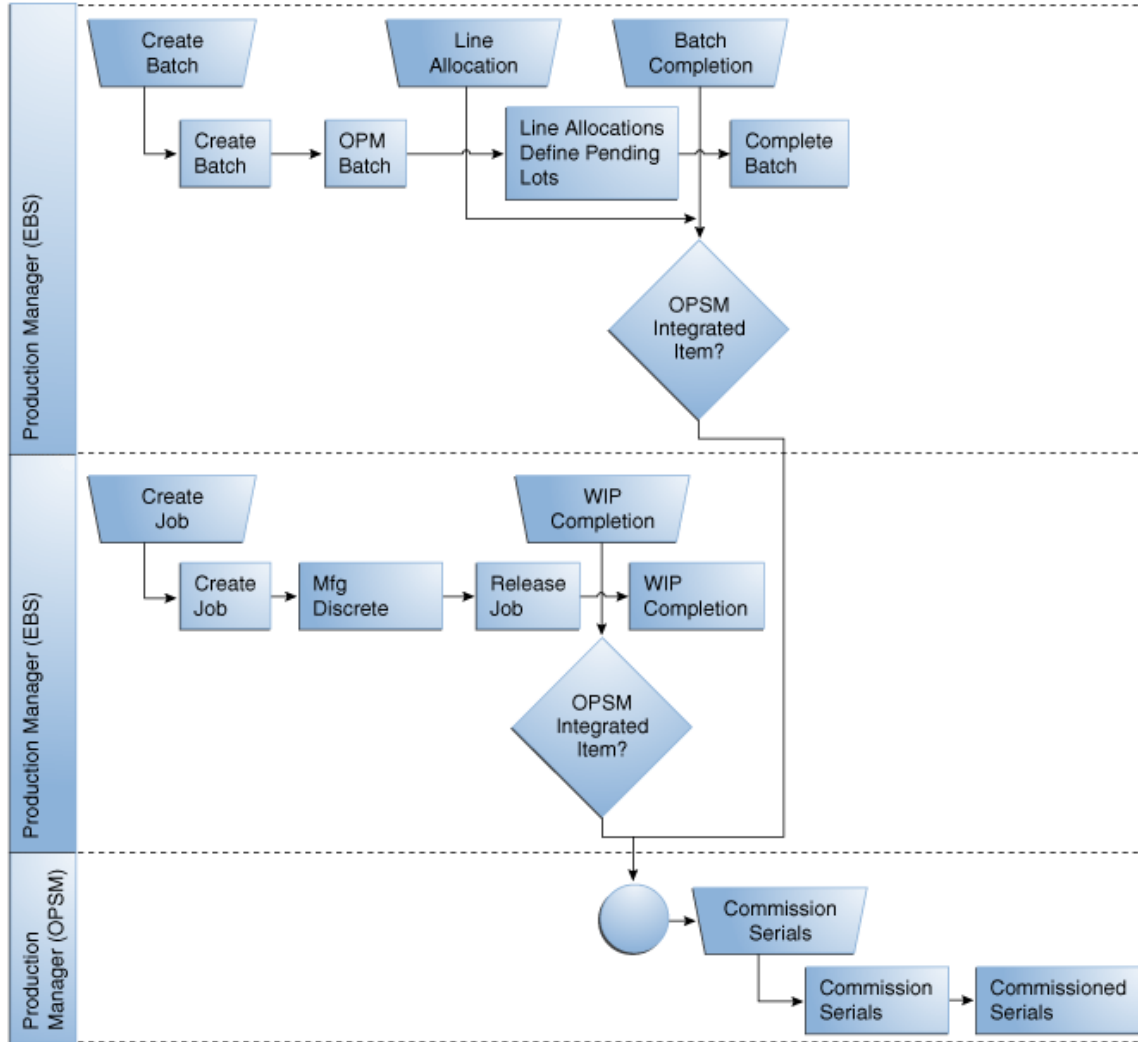 Production Manager (EBS)
Create
Batch
Line
Allocation
Batch
Completion
Create
Batch
OPM
Batch
Line Allocations
Define Pending
Lots
Complete
Batch
OPSM
Integrated
Item?
Production Manager (EBS)
Create
Job
WIP
Completion
Create
Job
Mfg
Discrete
Release
Job
WIP
Completion
OPSM
Integrated
Item?
Production
Manager (OPSM)
Commission
Serials
Commission
Serials
Commissioned
Serials